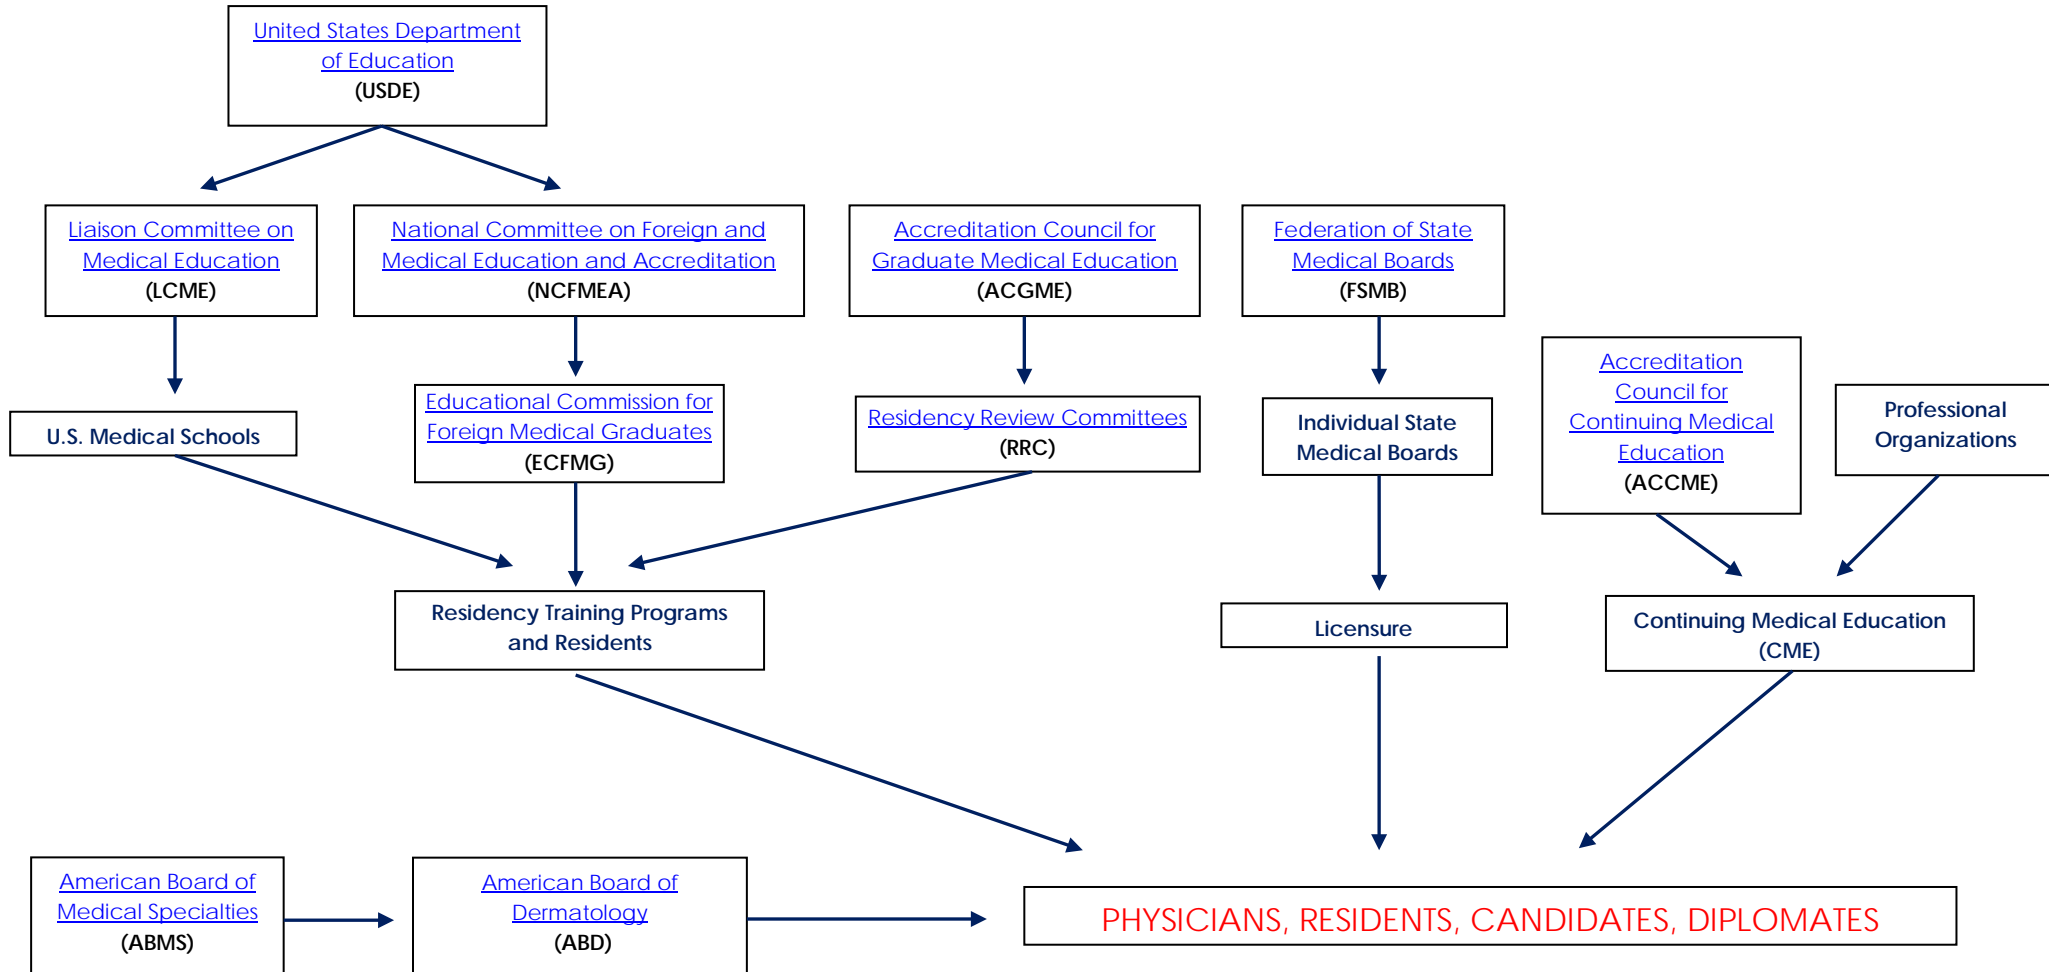 United States Department
of Education
(USDE)
Liaison Committee on
Medical Education
(LCME)
National Committee on Foreign and
Medical Education and Accreditation
(NCFMEA)
Accreditation Council for
Graduate Medical Education
(ACGME)
Federation of State
Medical Boards
(FSMB)
Accreditation
Council for
Continuing Medical
Education
(ACCME)
Professional
Organizations
U.S. Medical Schools
Educational Commission for
Foreign Medical Graduates
(ECFMG)
Residency Review Committees
(RRC)
Individual State
Medical Boards
Residency Training Programs
and Residents
Licensure
Continuing Medical Education
(CME)
American Board of
Medical Specialties
(ABMS)
American Board of
Dermatology
(ABD)
PHYSICIANS, RESIDENTS, CANDIDATES, DIPLOMATES